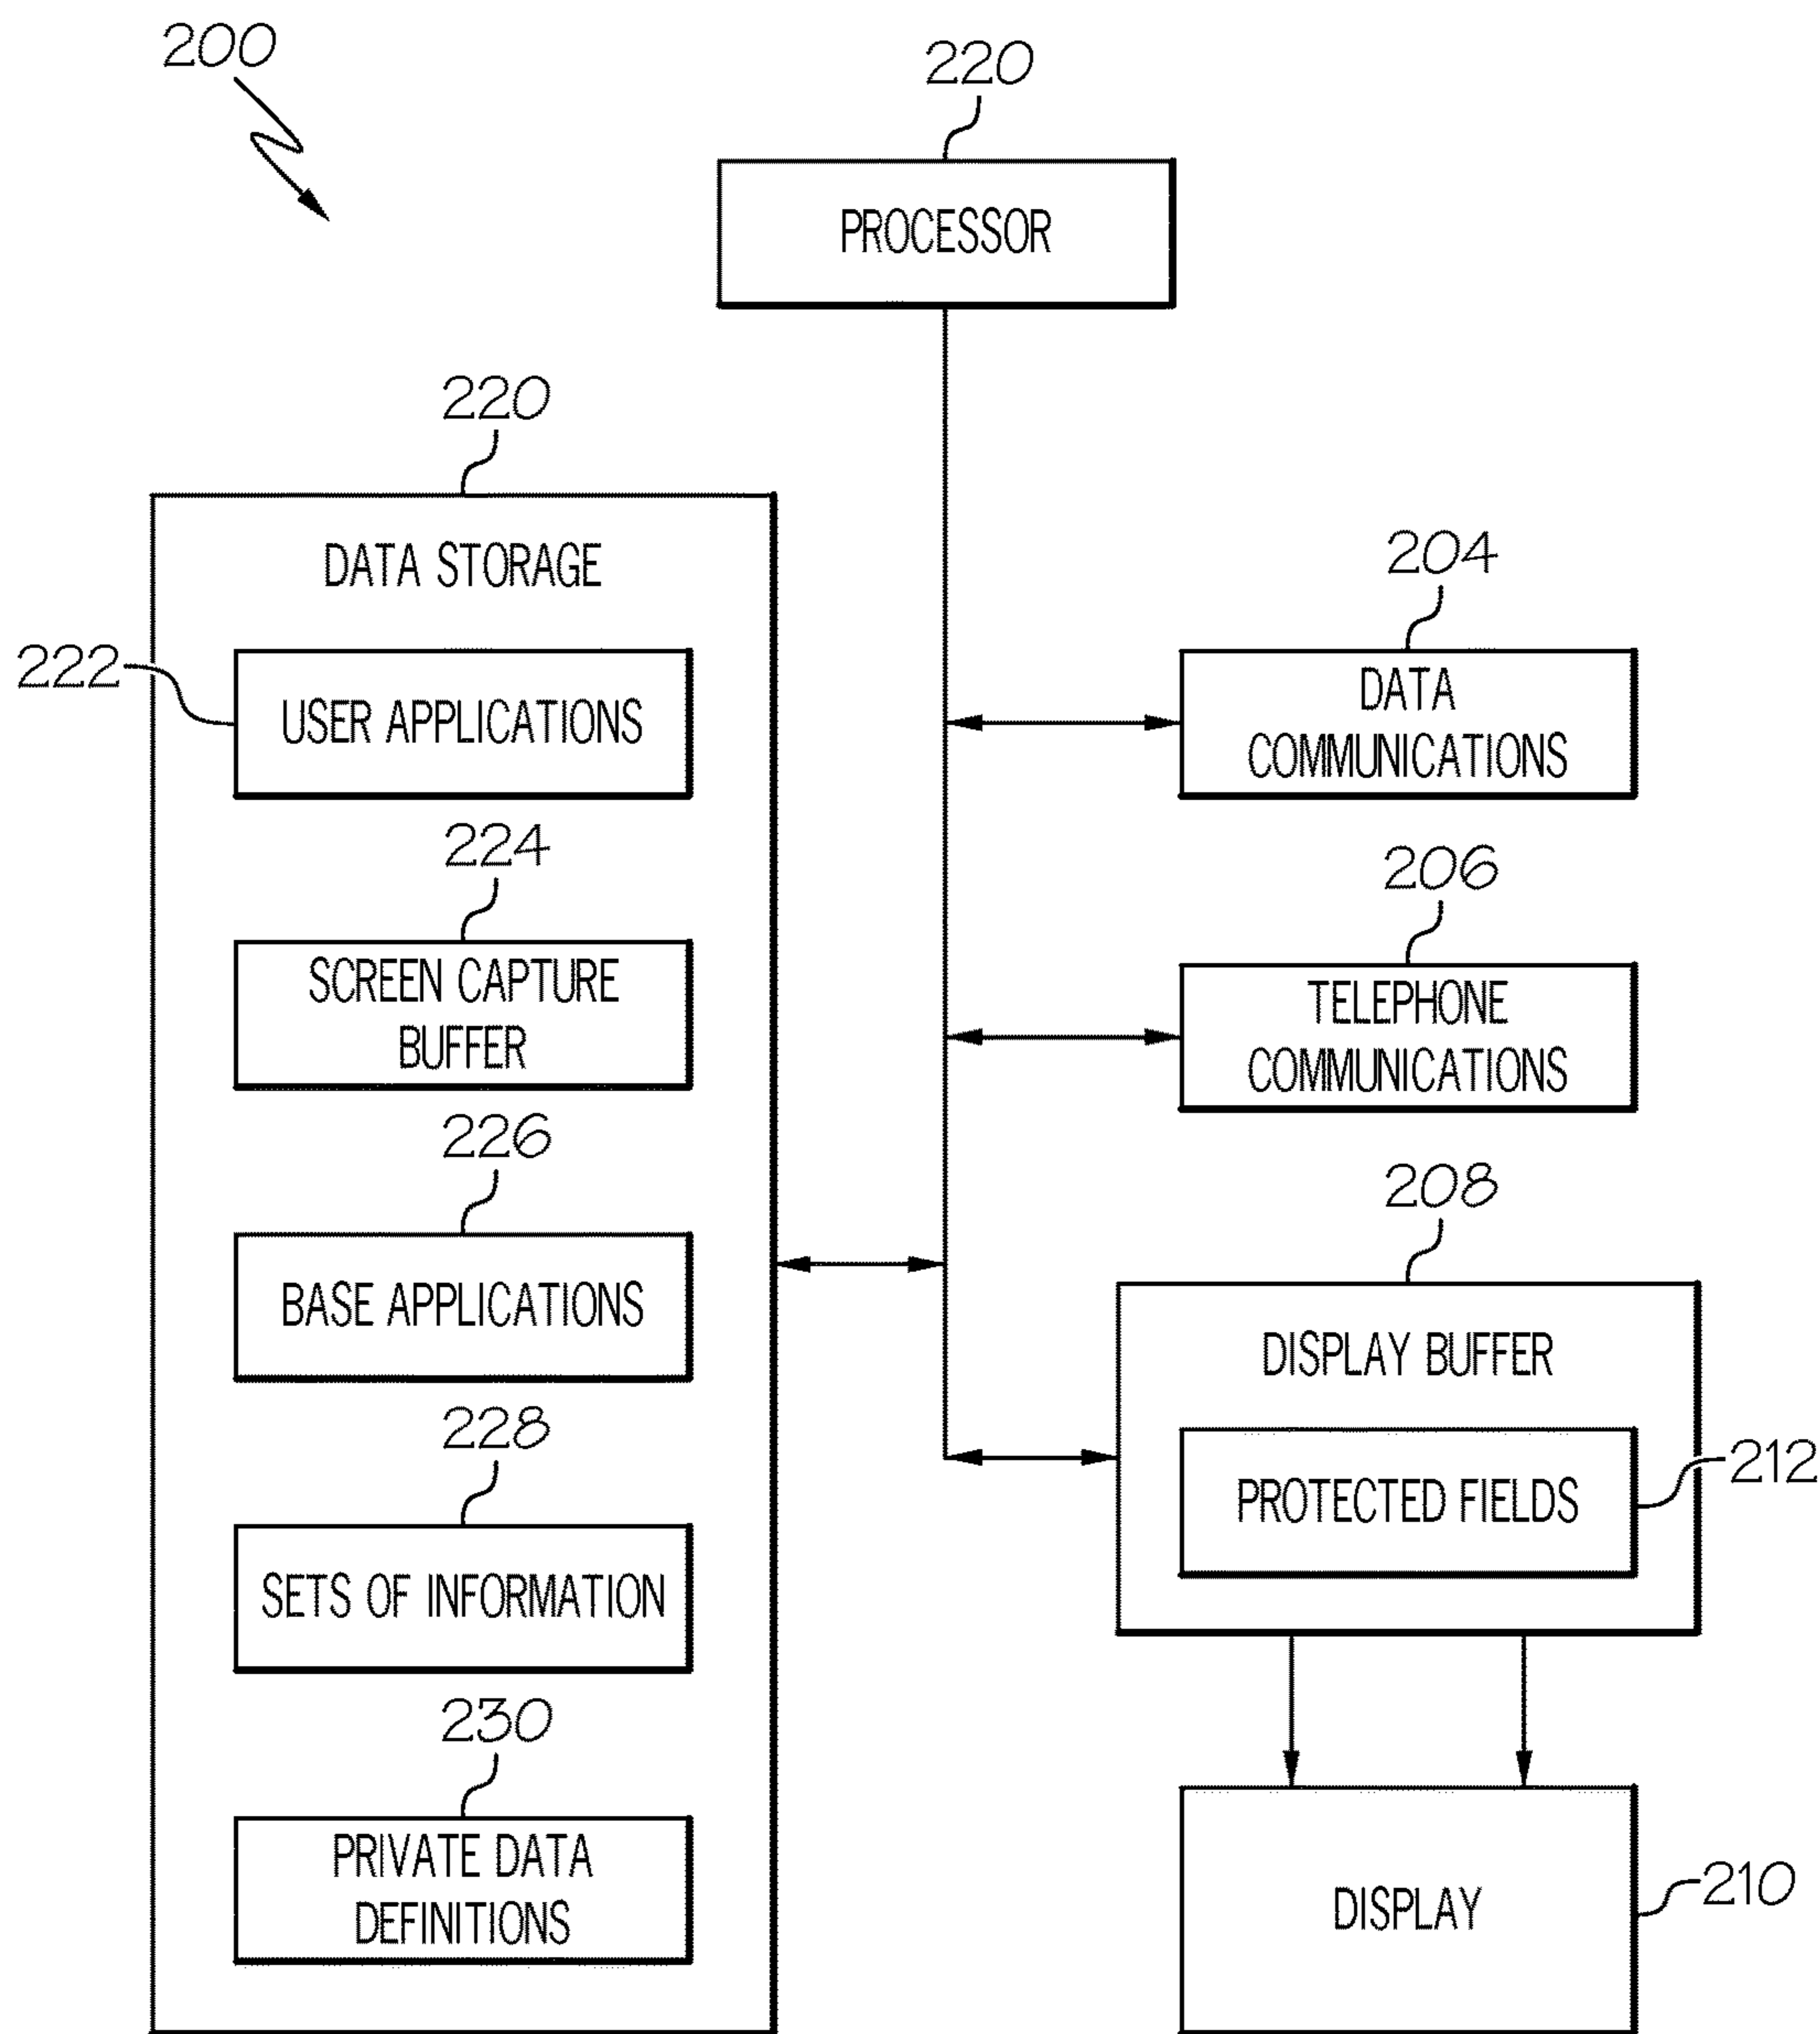 200
220
PROCESSOR
220
DATA STORAGE
222
USER APPLICATIONS
224
SCREEN CAPTURE
BUFFER
226
BASE APPLICATIONS
228
SETS OF INFORMATION
230
PRIVATE DATA
DEFINITIONS
204
DATA
COMMUNICATIONS
206
TELEPHONE
COMMUNICATIONS
208
DISPLAY BUFFER
PROTECTED FIELDS
212
DISPLAY
210